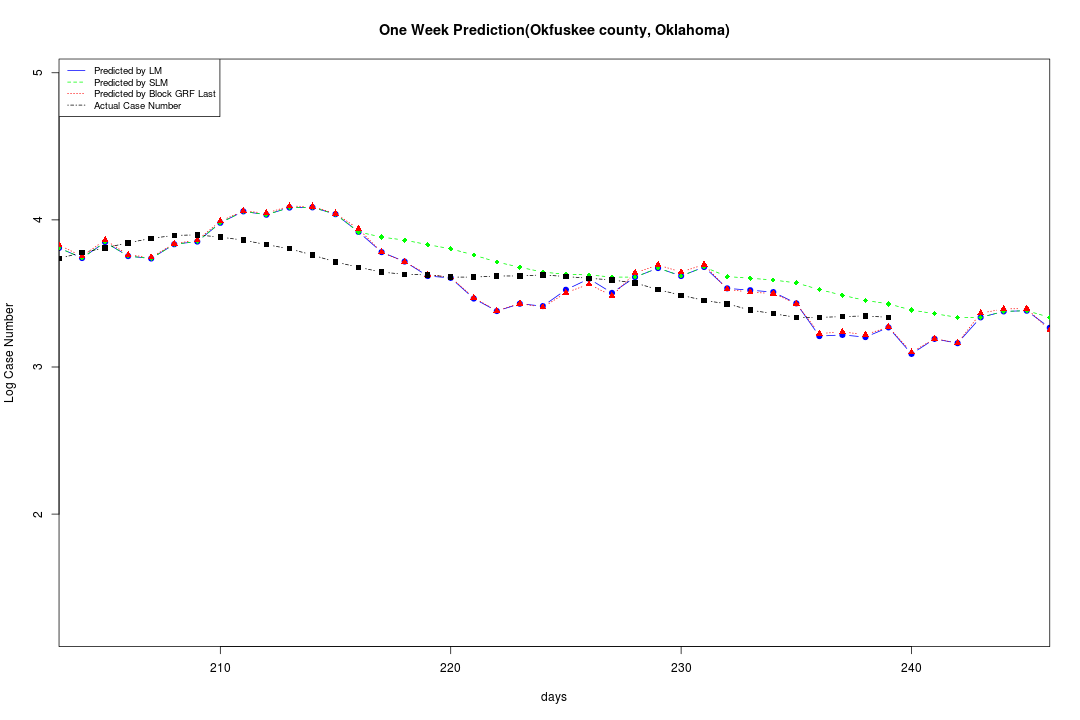 One Week Prediction(Okfuskee county, Oklahoma)
Predicted by LM
Predicted by SLM
Predicted by Block GRF Last
Actual Case Number
5
4
3
2
Log Case Number
210
220
230
240
days